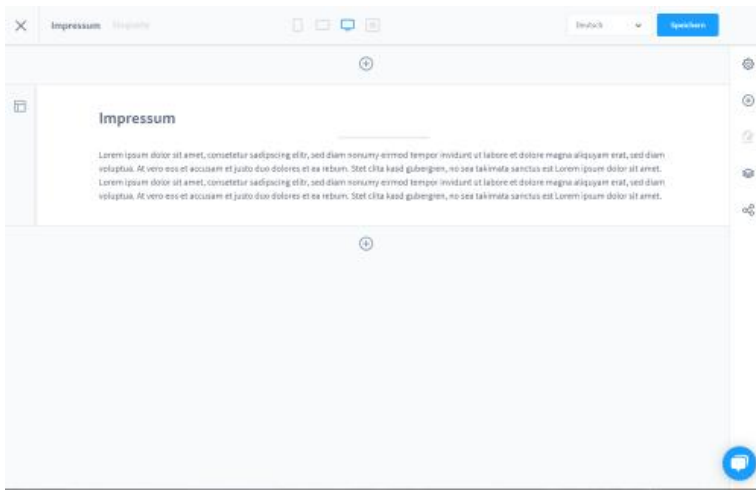 Impressum
Deutsch
Speichern
Impressum
Lorem ipsum dolor sit amet, consetetur sadipscing elitr, sed diam nonumy eirmod tempor invidunt ut labore et dolore magna aliquyam erat, sed diam
voluptua. At vero eos et accusam et justo duo dolores et ea rebum. Stet clita kasd gubergren, no sea takimata sanctus est Lorem ipsum dolor sit amet.
Lorem ipsum dolor sit amet, consetetur sadipscing elitr, sed diam nonumy eirmod tempor invidunt ut labore et dolore magna aliquyam erat, sed diam
voluptua. At vero eos et accusam et justo duo dolores et ea rebum. Stet clita kasd gubergren, no sea takimata sanctus est Lorem ipsum dolor sit amet.